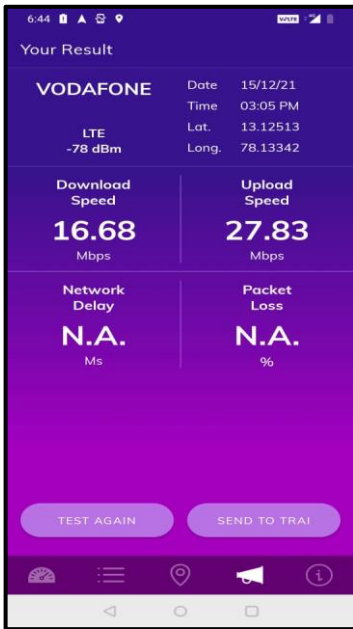 6:44
VoLTE
Your Result
VODAFONE
LTE
-78 dBm
Date 15/12/21
Time 03:05 PM
Lat. 13.12513
Long. 78.13342
Download
Speed
16.68
Mbps
Upload
Speed
27.83
Mbps
Network
Delay
N.A.
Ms
Packet
Loss
N.A.
%
TEST AGAIN
SEND TO TRAI